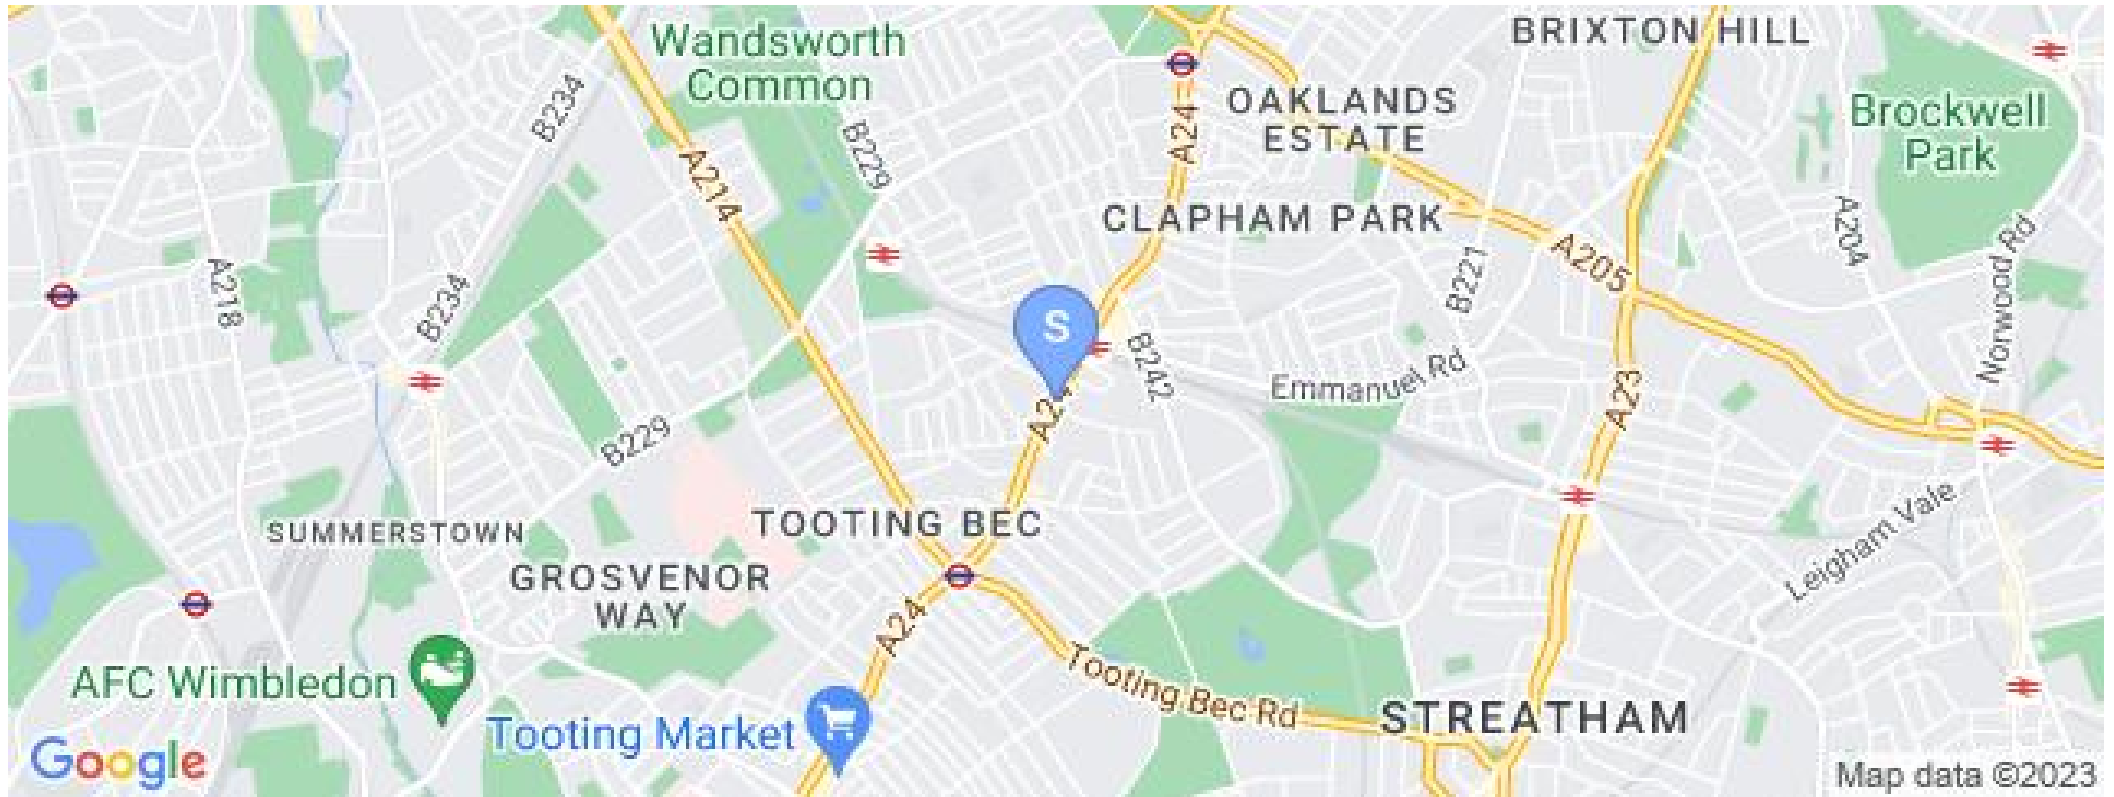 BRIXTON HILL
Wandsworth
Common
B234
OAKLANDS
ESTATE
Brockwell
Park
A24
B229
A214
CLAPHAM PARK
A204
Norwood Rd
A205
A218
B234
B221
S
B242
Emmanuel Rd
A24
A23
B229
TOOTING BEC
SUMMERSTOWN
Leigham Vale
GROSVENOR
WAY
A24
AFC Wimbledon
Tooting Bec Rd
STREATHAM
Tooting Market
Google
Map data ©2023